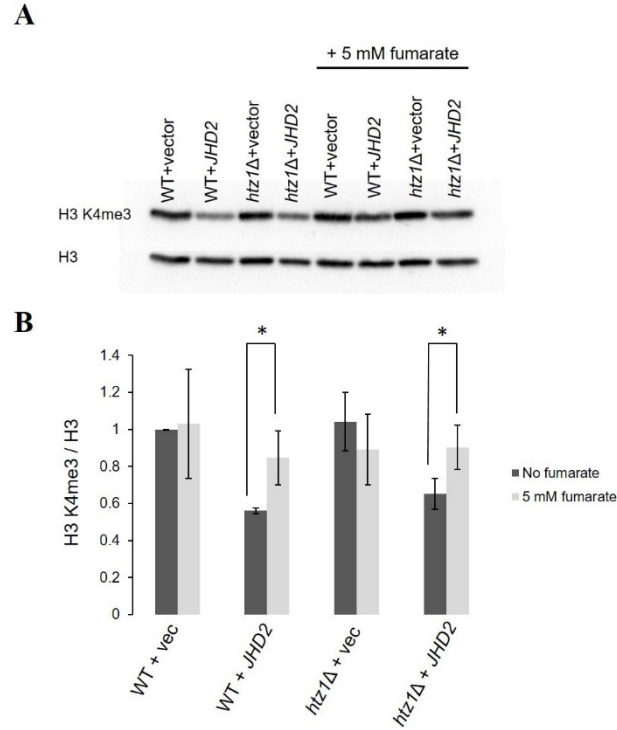 A
+ 5 mm fumarate
WT+vector
WT+JHD2
htz1Δ+vector
htz1Δ+JHD2
WT+vector
WT+JHD2
htz1Δ+vector
htz1Δ+JHD2
H3 K4me3
H3
B
*
*
1.4
1.2
1
0.8
0.6
0.4
0.2
0
H3 K4me3 / H3
No fumarate
5 mM fumarate
WT + vec
WT + JHD2
htz1Δ + vec
htz1Δ + JHD2